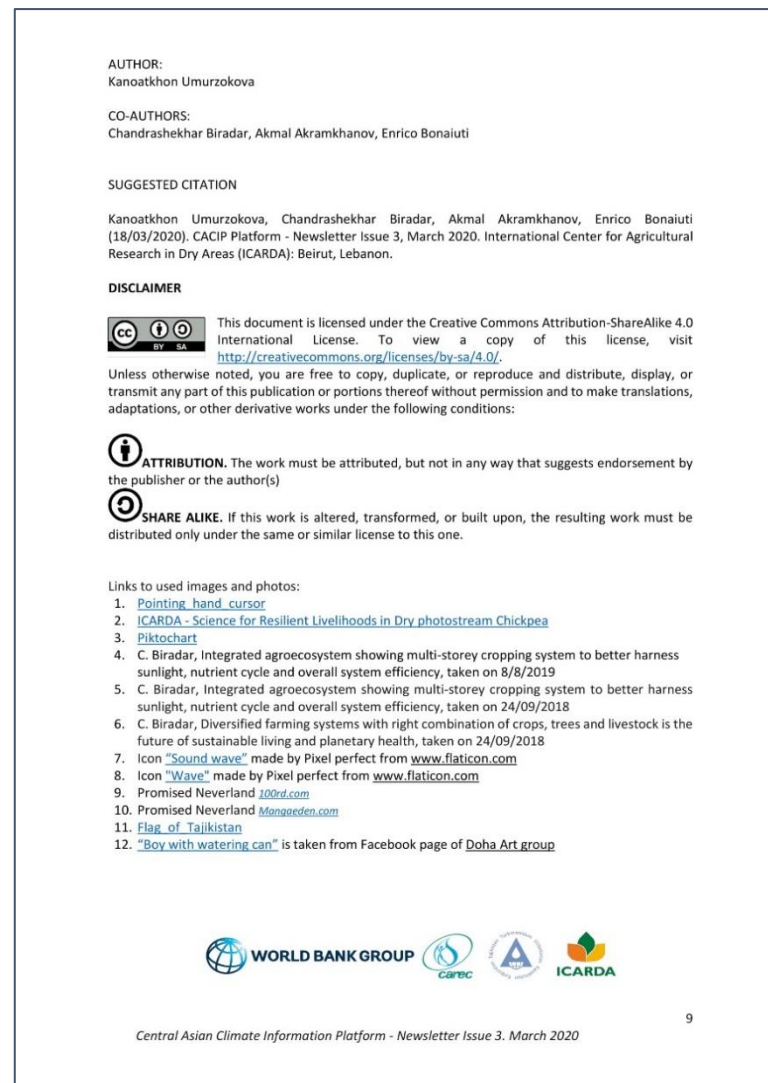 AUTHOR:
Kanoatkhon Umurzokova
CO-AUTHORS:
Chandrashekhar Biradar, Akmal Akramkhanov, Enrico Bonaiuti
SUGGESTED CITATION
Kanoatkhon Umurzokova, Chandrashekhar Biradar, Akmal Akramkhanov, Enrico Bonaiuti
(18/03/2020). CACIP Platform - Newsletter Issue 3, March 2020. International Center for Agricultural
Research in Dry Areas (ICARDA): Beirut, Lebanon.
DISCLAIMER
cc
BY SA
This document is licensed under the Creative Commons Attribution-ShareAlike 4.0
International License. To view a copy of this license, visit
http://creativecommons.org/licenses/by-sa/4.0/.
Unless otherwise noted, you are free to copy, duplicate, or reproduce and distribute, display, or
transmit any part of this publication or portions thereof without permission and to make translations,
adaptations, or other derivative works under the following conditions:
ATTRIBUTION. The work must be attributed, but not in any way that suggests endorsement by
the publisher or the author(s)
SHARE ALIKE. If this work is altered, transformed, or built upon, the resulting work must be
distributed only under the same or similar license to this one.
Links to used images and photos:
1. Pointing_hand_cursor
2. ICARDA - Science for Resilient Livelihoods in Dry photostream Chickpea
3. Piktochart
4. C. Biradar, Integrated agroecosystem showing multi-storey cropping system to better harness
sunlight, nutrient cycle and overall system efficiency, taken on 8/8/2019
5. C. Biradar, Integrated agroecosystem showing multi-storey cropping system to better harness
sunlight, nutrient cycle and overall system efficiency, taken on 24/09/2018
6. C. Biradar, Diversified farming systems with right combination of crops, trees and livestock is the
future of sustainable living and planetary health, taken on 24/09/2018
7. Icon “Sound wave” made by Pixel perfect from www.flaticon.com
8. Icon "Wave" made by Pixel perfect from www.flaticon.com
9. Promised Neverland 100rd.com
10. Promised Neverland Mangaeden.com
11. Flag_of_Tajikistan
12. “Boy with watering can” is taken from Facebook page of Doha Art group
WORLD BANK GROUP
carec
ICARDA
9
Central Asian Climate Information Platform - Newsletter Issue 3. March 2020